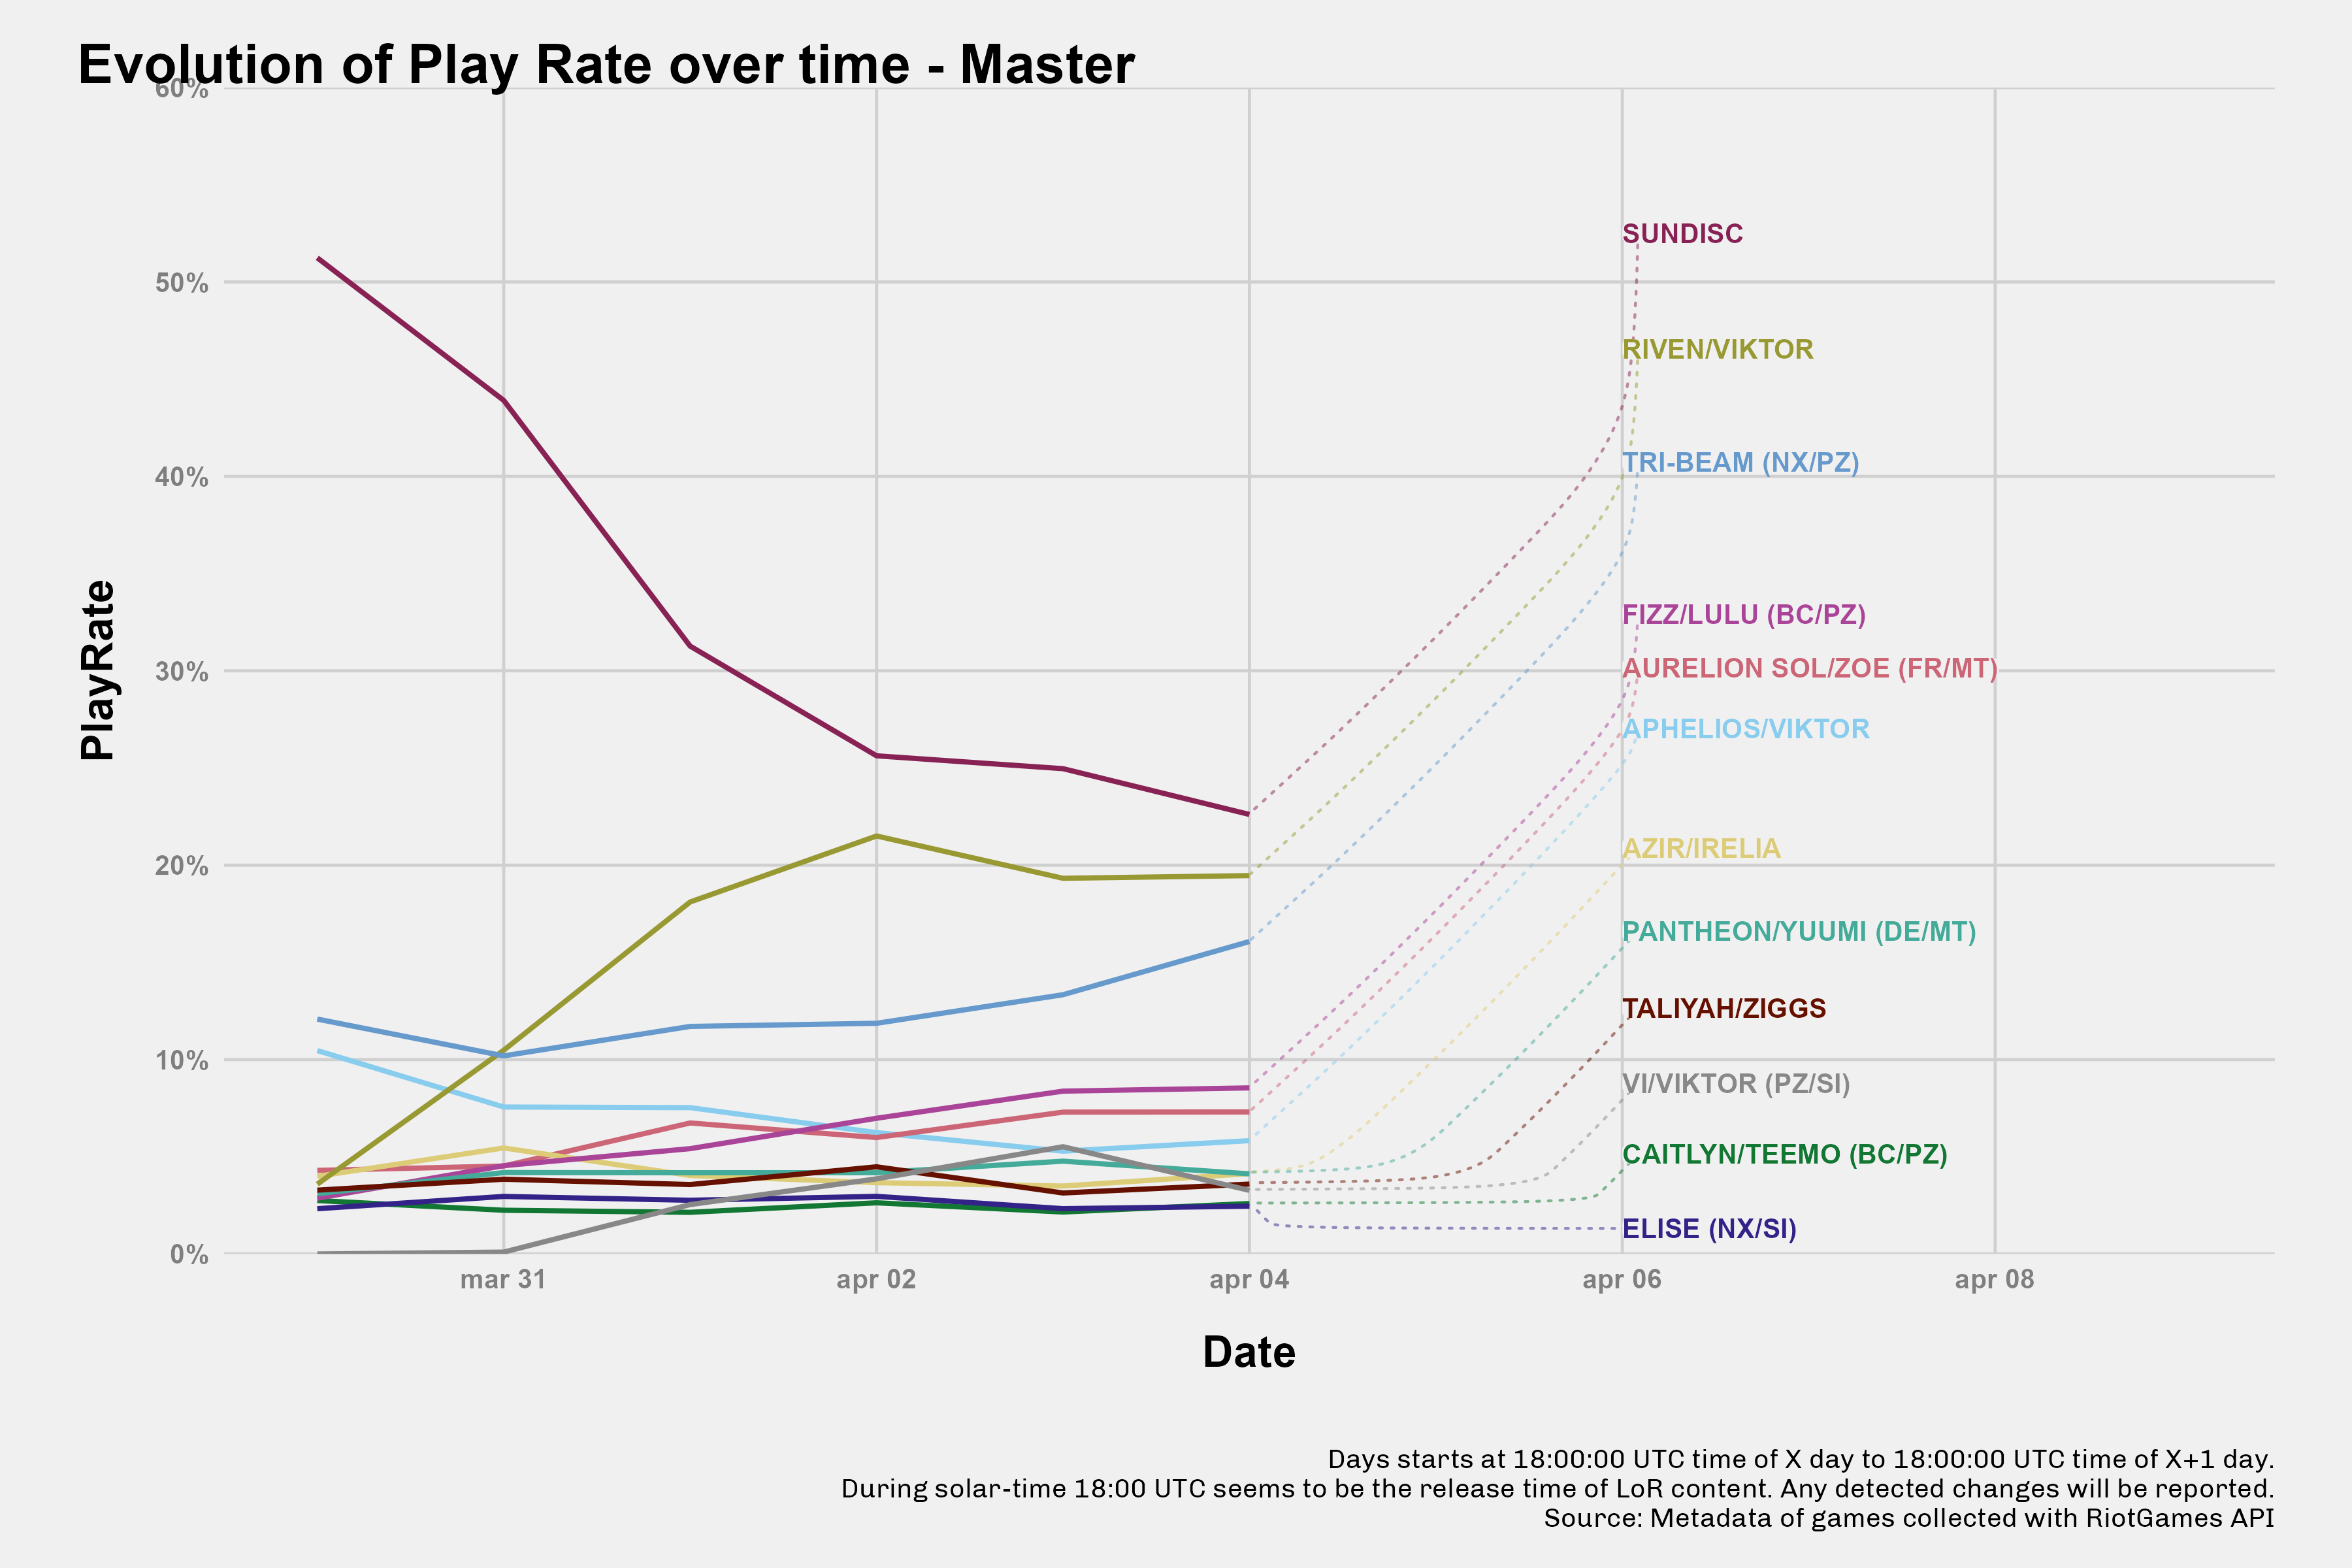 Evolution of Play Rate over time - Master
60%
50%
40%
30%
20%
10%
0%
PlayRate
SUNDISC
RIVEN/VIKTOR
TRI-BEAM (NX/PZ)
FIZZ/LULU (BC/PZ)
AURELION SOL/ZOE (FR/MT)
APHELIOS/VIKTOR
AZIR/IRELIA
PANTHEON/YUUMI (DE/MT)
TALIYAH/ZIGGS
VI/VIKTOR (PZ/SI)
CAITLYN/TEEMO (BC/PZ)
ELISE (NX/SI)
mar 31 apr 02 apr 04 apr 06 apr 08
Date
Days starts at 18:00:00 UTC time of X day to 18:00:00 UTC time of X+1 day.
During solar-time 18:00 UTC seems to be the release time of LoR content. Any detected changes will be reported.
Source: Metadata of games collected with RiotGames API